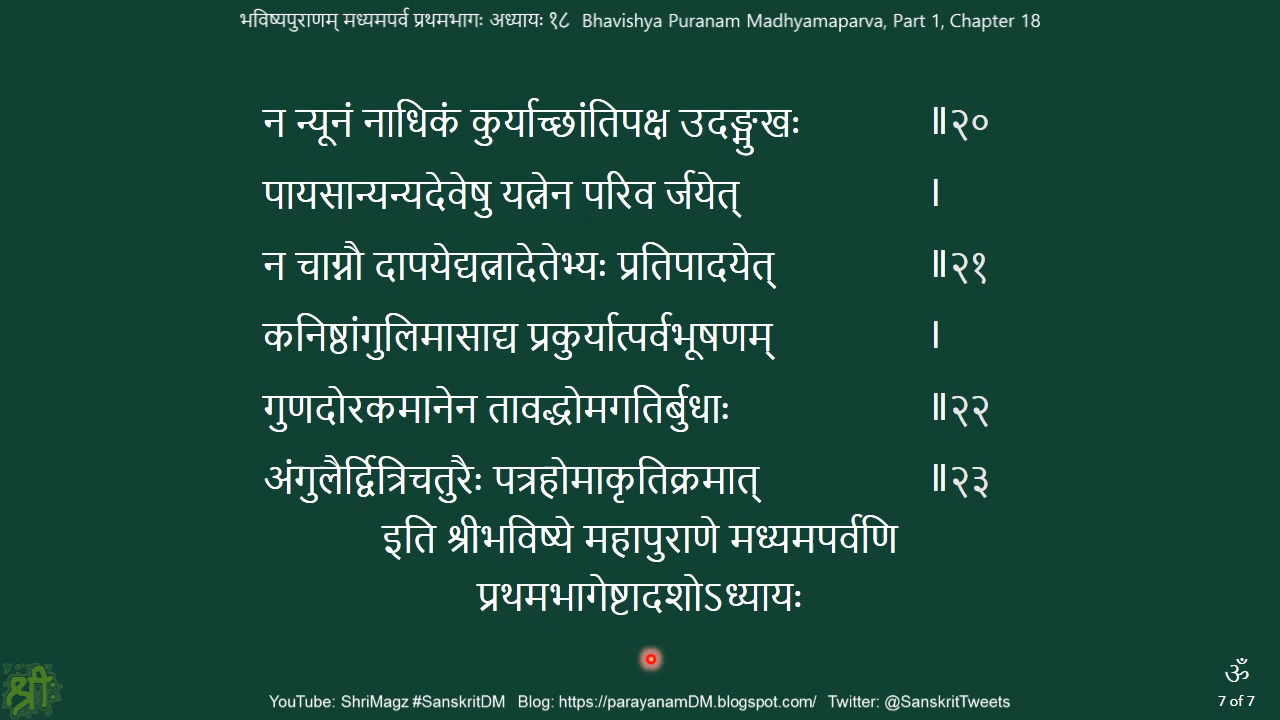 भविष्यपुराणम् मध्यमपर्व प्रथमभागः अध्यायः १८ Bhavishya Puranam Madhyamaparva, Part 1, Chapter 18
न न्यूनं नाधिकं कुर्याच्छांतिपक्ष उदङ्मुखः ॥२०
पायसान्यन्यदेवेषु यत्नेन परिव र्जयेत् ।
न चाग्नौ दापयेद्यत्नादेतेभ्यः प्रतिपादयेत् ॥२१
कनिष्ठांगुलिमासाद्य प्रकुर्यात्पर्वभूषणम् ।
गुणदोरकमानेन तावद्धोमगतिर्बुधाः ॥२२
अंगुलैर्द्वित्रिचतुरैः पत्रहोमाकृतिक्रमात् ॥२३
इति श्रीभविष्ये महापुराणे मध्यमपर्वणि
प्रथमभागेष्टादशोऽध्यायः
श्री
ॐ
YouTube: ShriMagz #SanskritDM Blog: https://parayanamDM.blogspot.com/ Twitter: @SanskritTweets
7 of 7